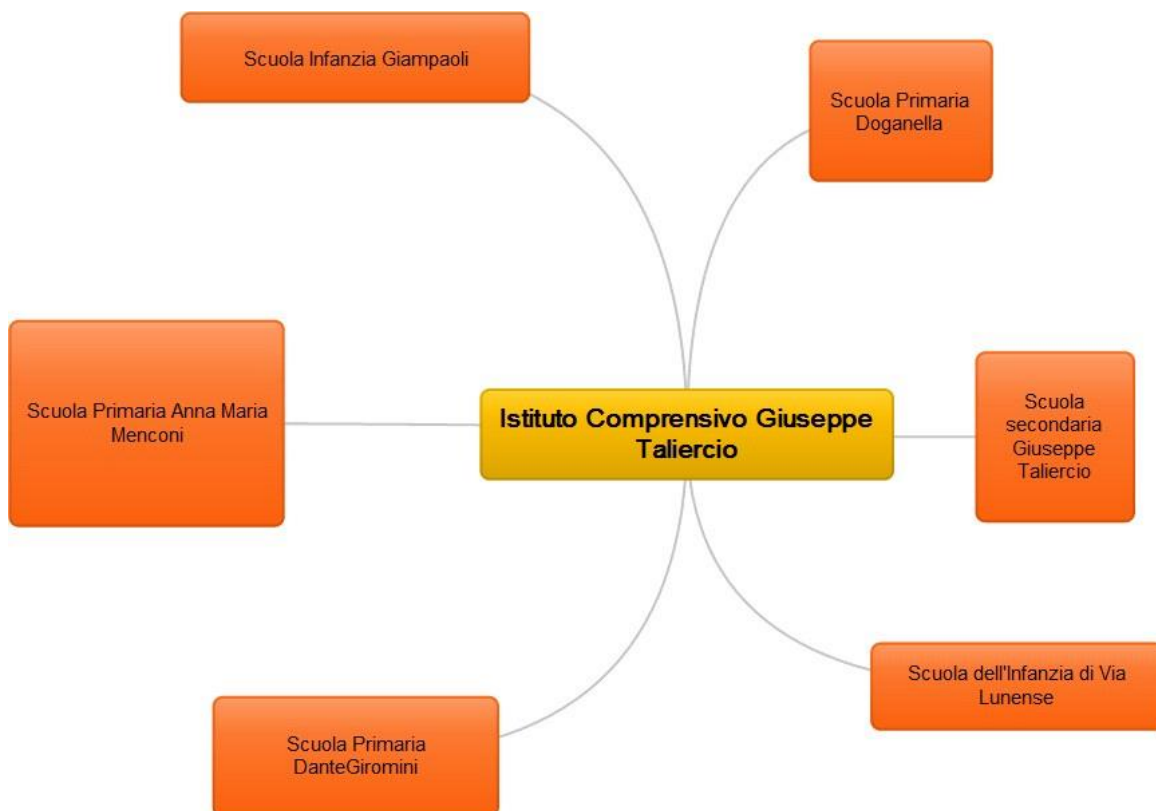 Scuola Infanzia Giampaoli
Scuola Primaria
Doganella
Scuola Primaria Anna Maria
Menconi
Istituto Comprensivo Giuseppe
Taliercio
Scuola
secondaria
Giuseppe
Taliercio
Scuola dell'Infanzia di Via
Lunense
Scuola Primaria
DanteGiromini